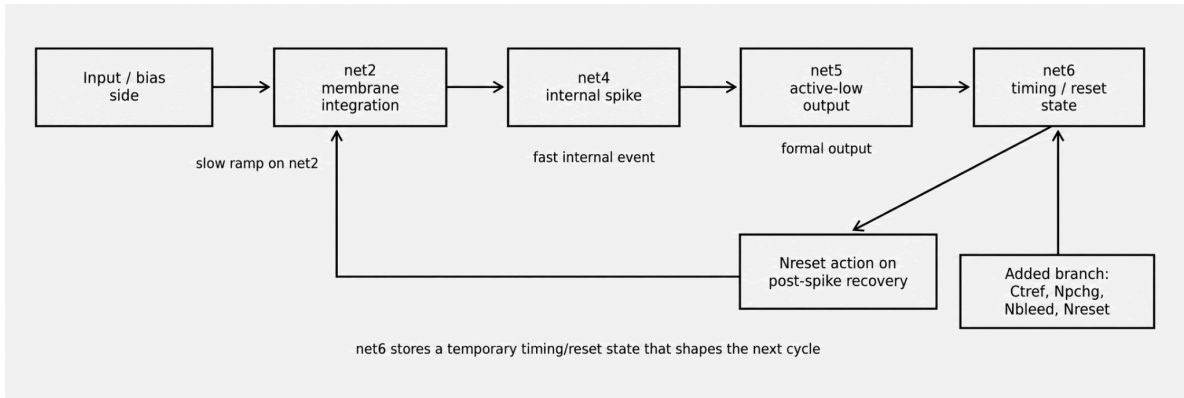 Input / bias
side
net2
membrane
integration
net4
internal spike
net5
active-low
output
net6
timing / reset
state
slow ramp on net2
fast internal event
formal output
Nreset action on
post-spike recovery
Added branch:
Ctref, Npchg,
Nbleed, Nreset
net6 stores a temporary timing/reset state that shapes the next cycle